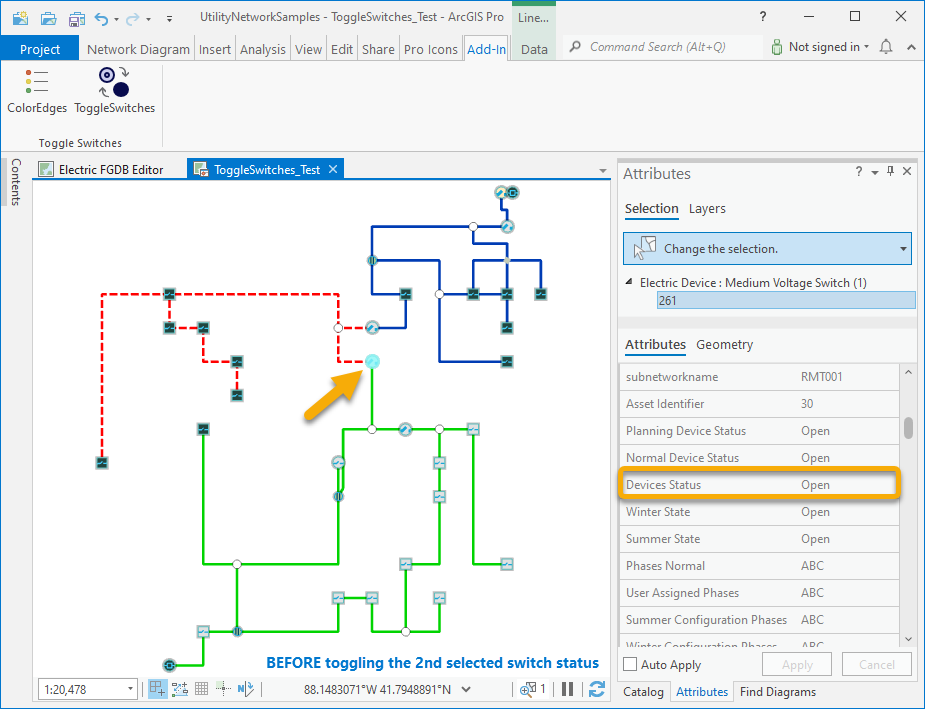 UtilityNetworkSamples - ToggleSwitches_Test - ArcGIS Pro
Line...
?
Project
Network Diagram
Insert
Analysis
View
Edit
Share
Pro Icons
Add-In
Data
Command Search (Alt+Q)
Not signed in
ColorEdges
ToggleSwitches
Toggle Switches
Contents
Electric FGDB Editor
ToggleSwitches_Test
BEFORE toggling the 2nd selected switch status
1:20,478
88.1483071°W 41.7948891°N
1
Attributes
?
Selection
Layers
Change the selection.
Electric Device : Medium Voltage Switch (1)
261
Attributes
Geometry
subnetworkname RMT001
Asset Identifier 30
Planning Device Status Open
Normal Device Status Open
Devices Status Open
Winter State Open
Summer State Open
Phases Normal ABC
User Assigned Phases ABC
Summer Configuration Phases ABC
Winter Configuration Phases ABC
Auto Apply
Apply
Cancel
Catalog
Attributes
Find Diagrams